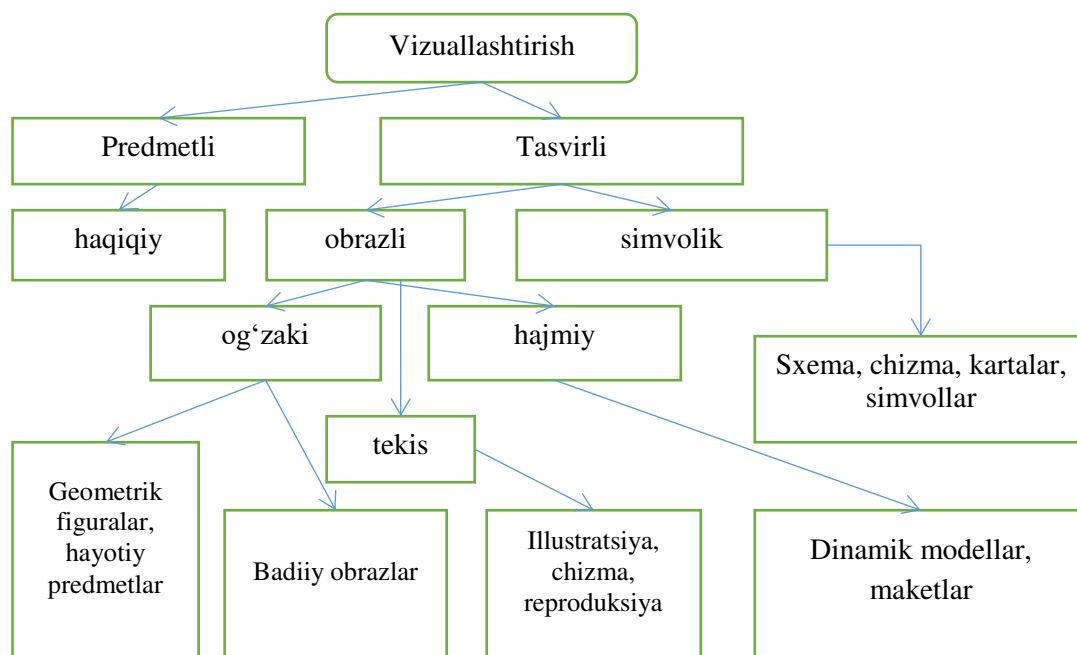 Vizuallashtirish
Predmetli
Tasvirli
haqiqiy
obrazli
simvolik
og‘zaki
hajmiy
Sxema, chizma, kartalar,
simvollar
tekis
Geometrik
figuralar,
hayotiy
predmetlar
Badiiy obrazlar
Illustratsiya,
chizma,
reproduksiya
Dinamik modellar,
maketlar